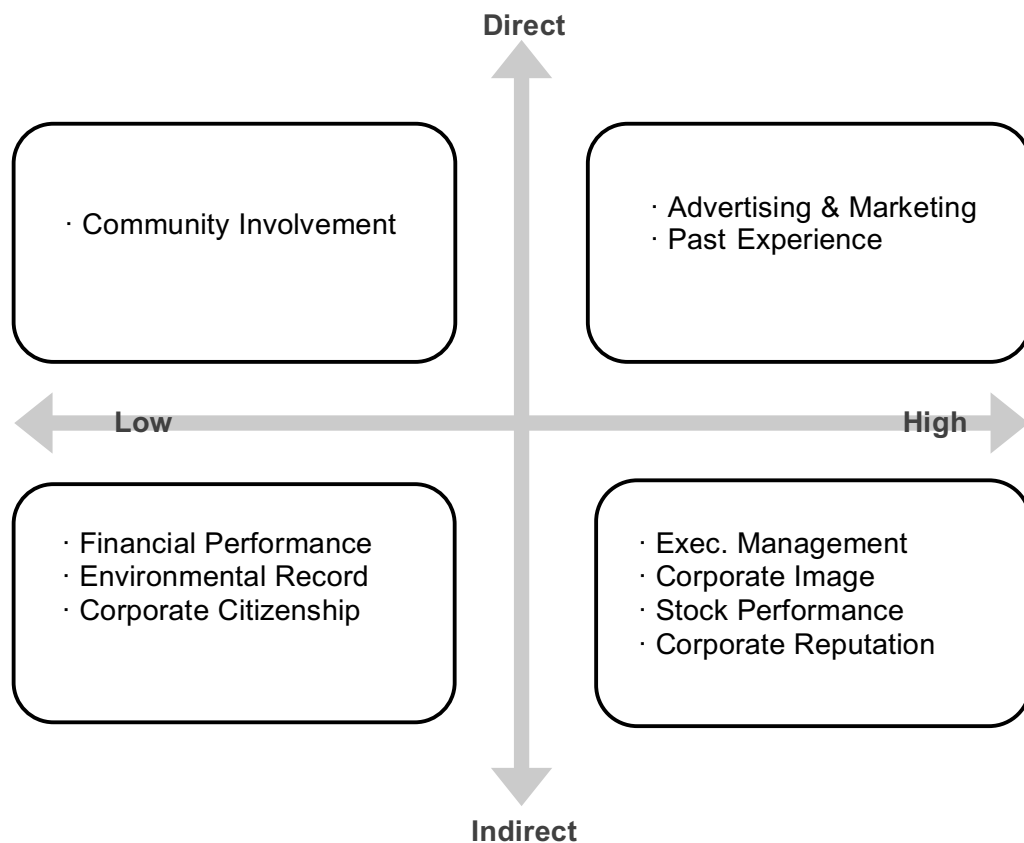 Direct
· Community Involvement
· Advertising & Marketing
· Past Experience
Low
High
· Financial Performance
· Environmental Record
· Corporate Citizenship
· Exec. Management
· Corporate Image
· Stock Performance
· Corporate Reputation
Indirect